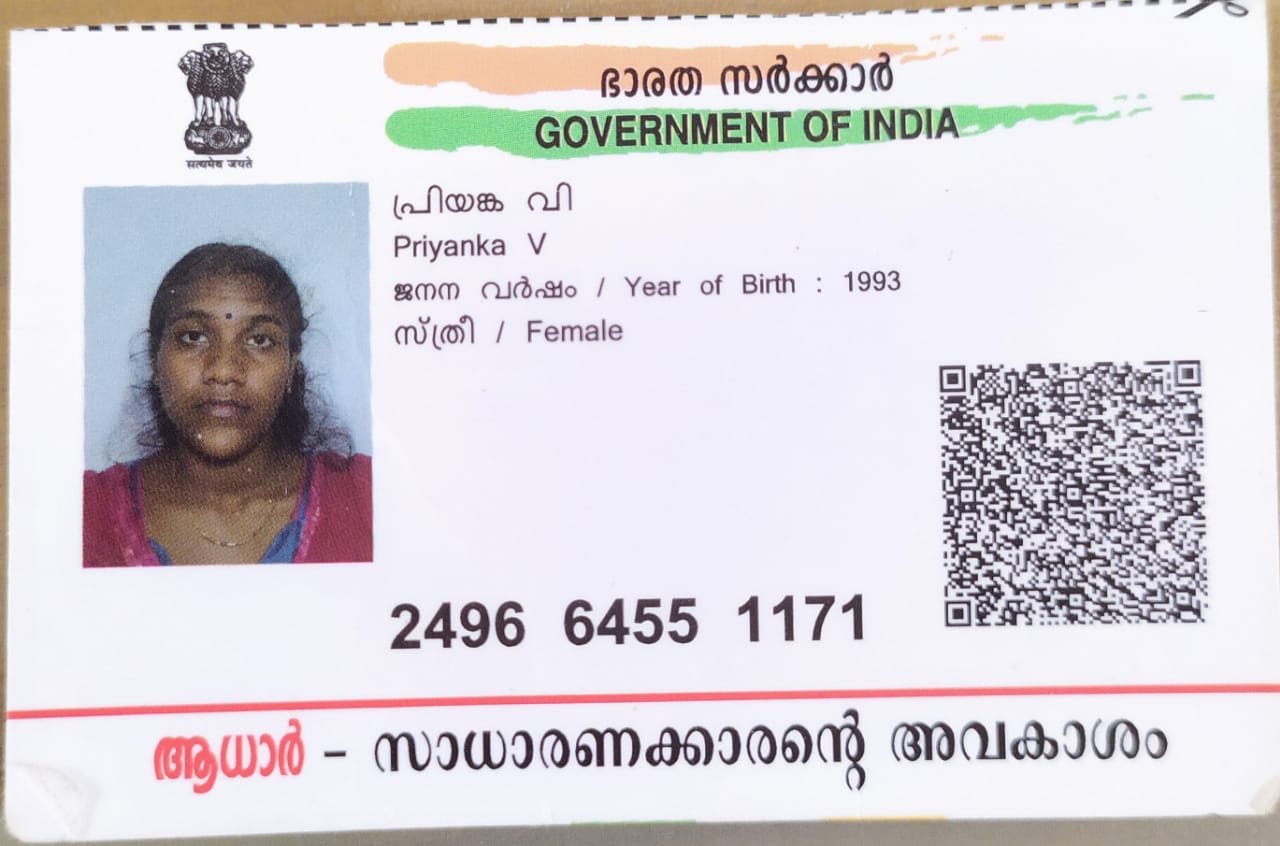 ഭാരത സർക്കാർ
GOVERNMENT OF INDIA
सत्यमेव जयते
പ്രിയങ്ക വി
Priyanka V
ജനന വർഷം / Year of Birth : 1993
സ്ത്രീ / Female
2496 6455 1171
ആധാർ – സാധാരണക്കാരന്റെ അവകാശം